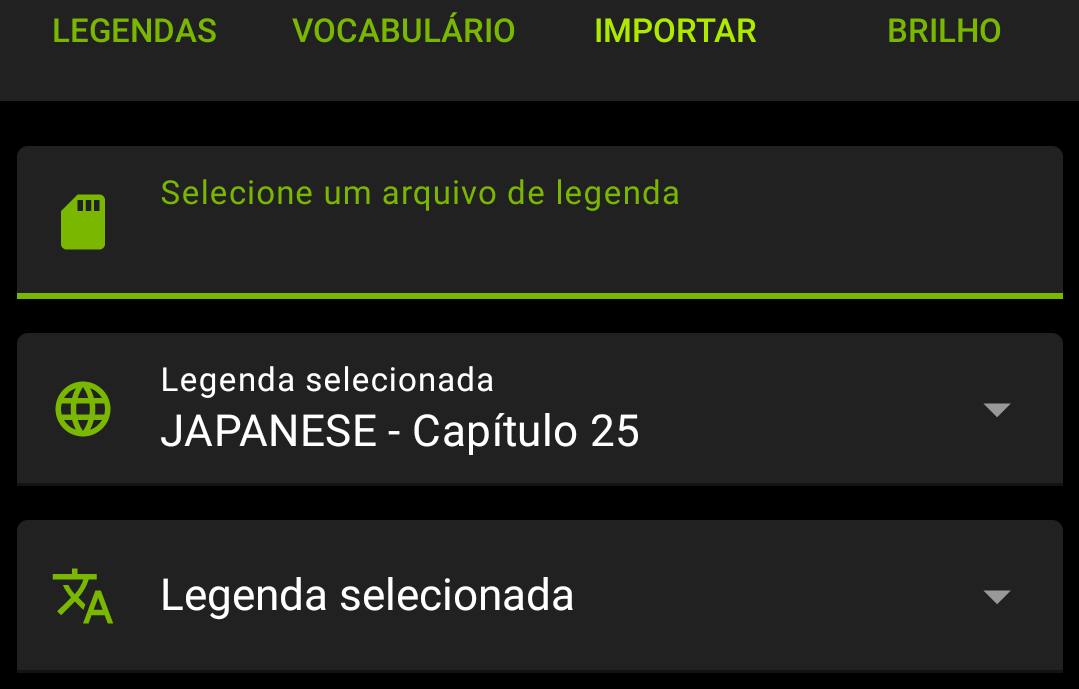 LEGENDAS VOCABULÁRIO IMPORTAR BRILHO
Selecione um arquivo de legenda
Legenda selecionada
JAPANESE - Capítulo 25
Legenda selecionada